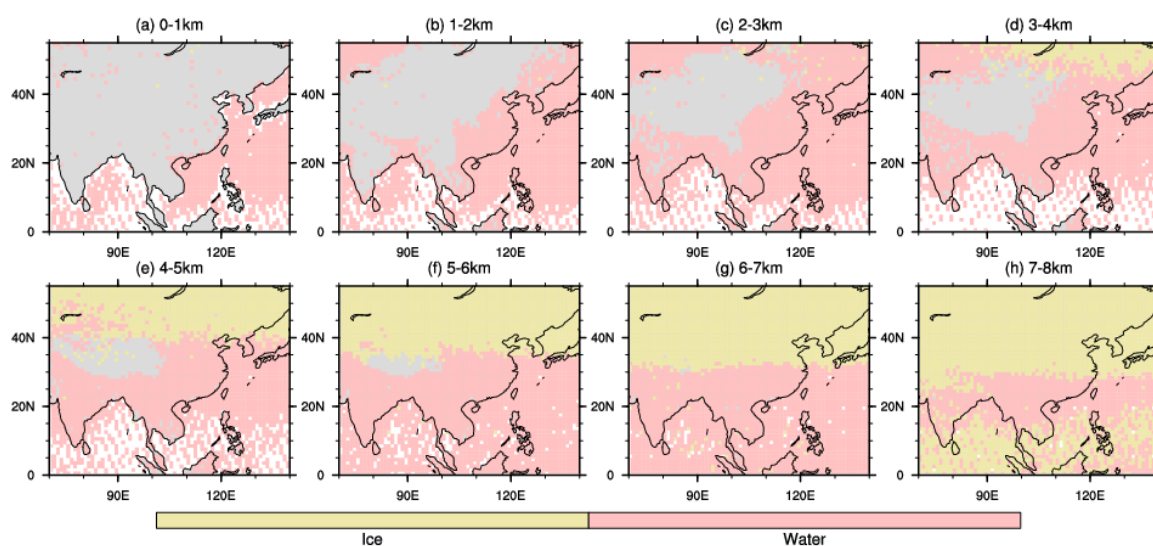 (a) 0-1km (b) 1-2km (c) 2-3km (d) 3-4km
40N 40N 40N 40N
20N 20N 20N 20N
0 0 0 0
90E 120E 90E 120E 90E 120E 90E 120E
(e) 4-5km (f) 5-6km (g) 6-7km (h) 7-8km
40N 40N 40N 40N
20N 20N 20N 20N
0 0 0 0
90E 120E 90E 120E 90E 120E 90E 120E
Ice Water